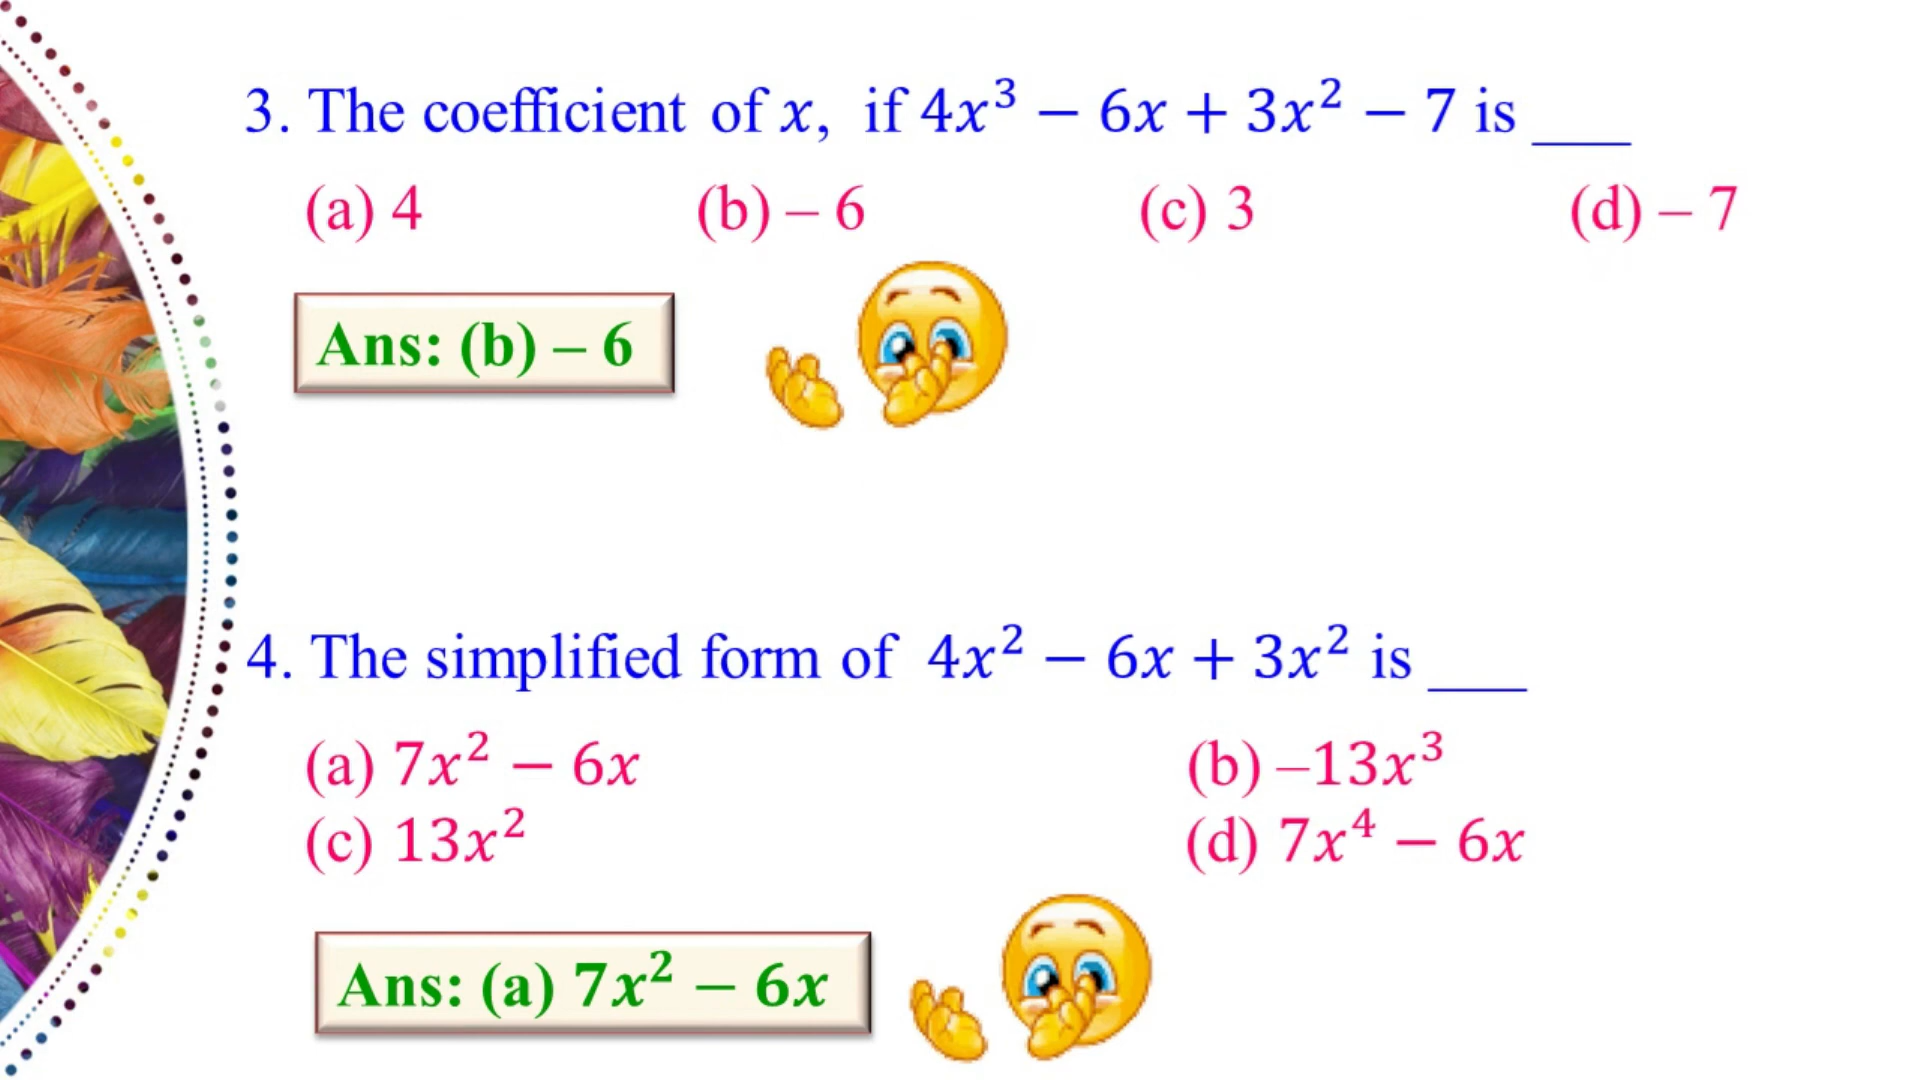 3. The coefficient of x, if 4x³ − 6x + 3x² − 7 is ___
(a) 4 (b) – 6 (c) 3 (d) – 7
Ans: (b) – 6
4. The simplified form of 4x² − 6x + 3x² is ___
(a) 7x² − 6x (b) –13x³
(c) 13x² (d) 7x⁴ − 6x
Ans: (a) 7x² − 6x